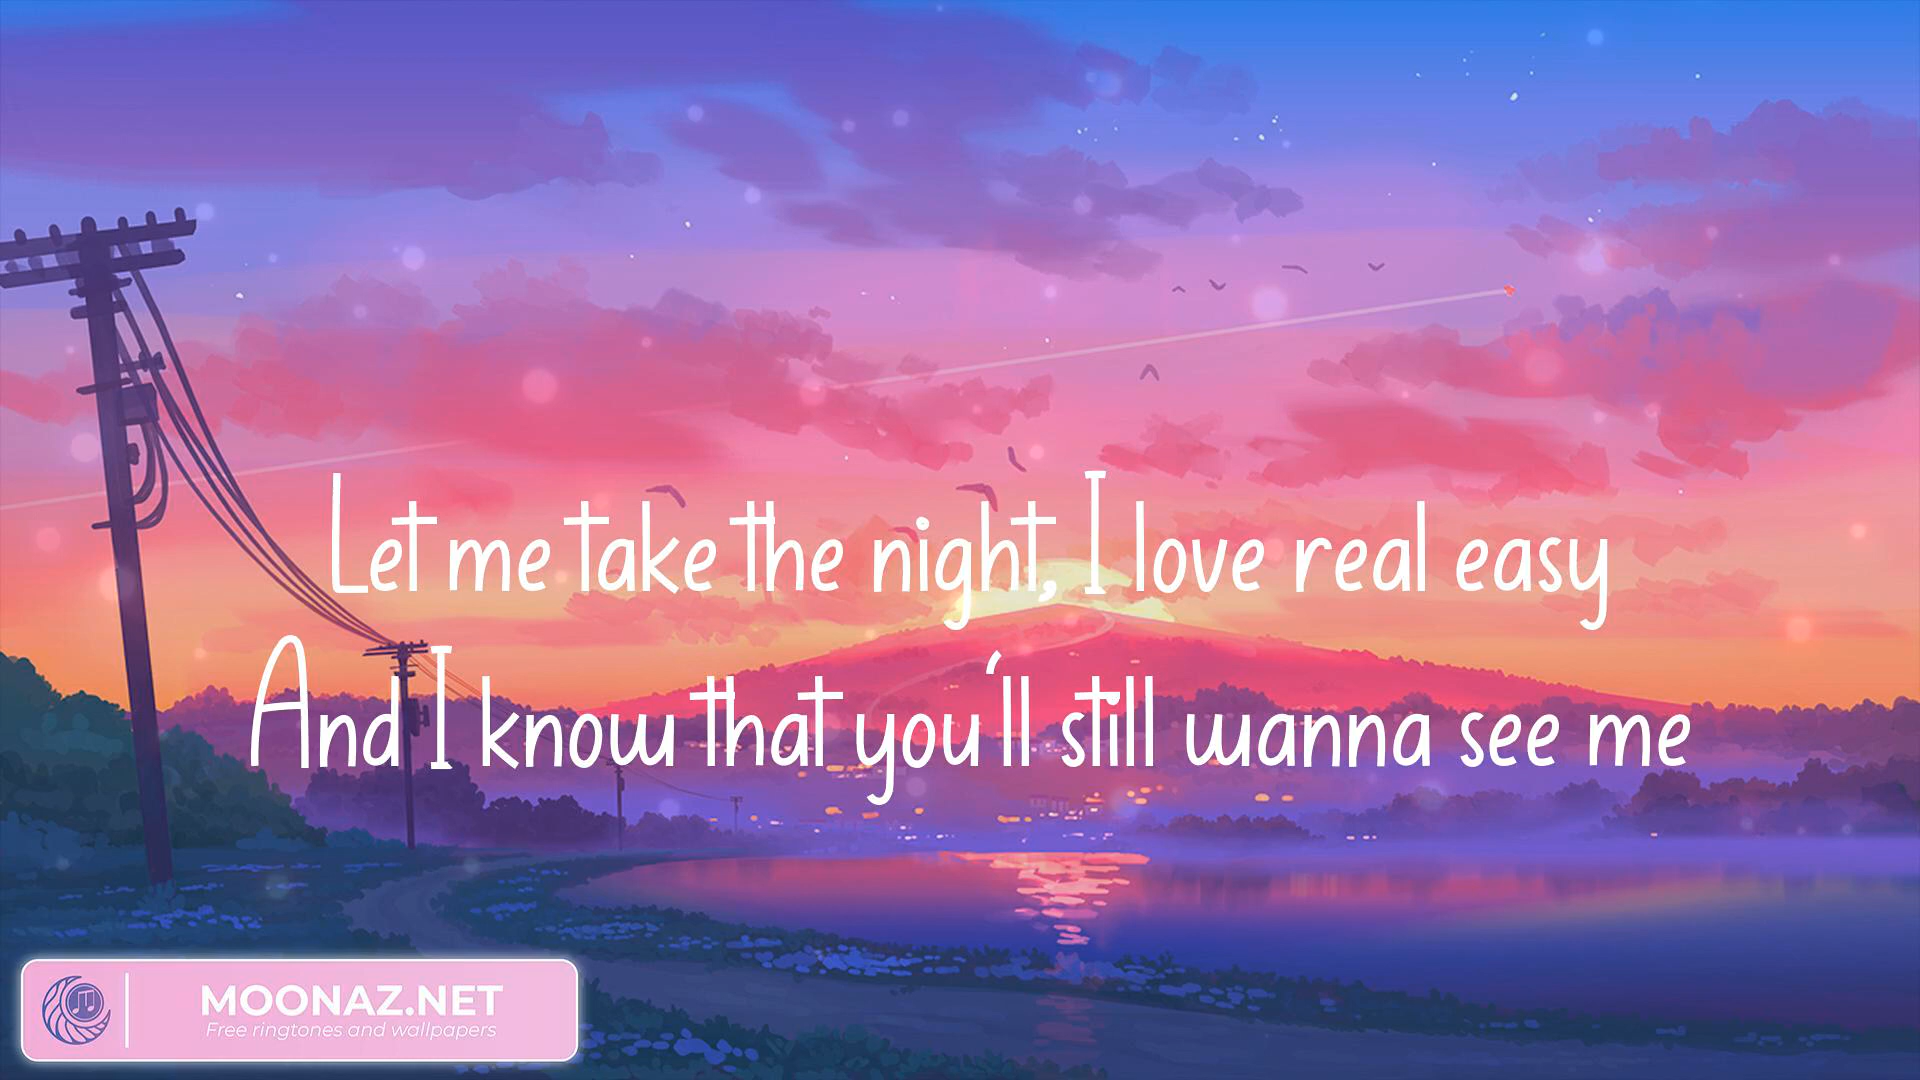 Let me take the night, I love real easy
And I know that you‘ll still wanna see me
MOONAZ.NET
Free ringtones and wallpapers